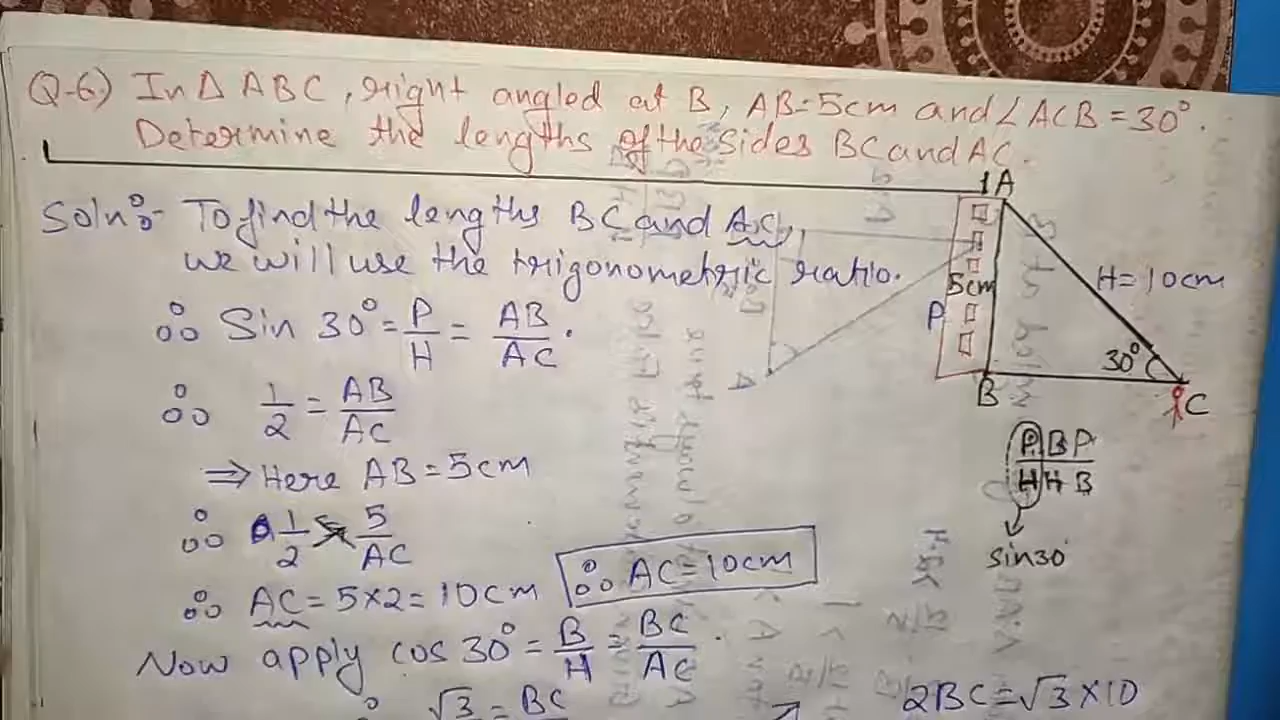 Q-6) In Δ ABC, right angled at B, AB=5cm and ∠ACB = 30°.
Determine the lengths of the sides BC and AC.
Soln:- To find the lengths BC and AC,
we will use the trigonometric ratio.
∴ Sin 30° = P/H = AB/AC.
∴ 1/2 = AB/AC
⇒ Here AB = 5cm
∴ 1/2 = 5/AC
∴ AC = 5×2 = 10cm
∴ AC = 10cm
Now apply cos 30° = B/H = BC/AC.
√3 = BC
2BC = √3 × 10
A
5cm
H = 10cm
P
30°
B
C
P B P
H H B
sin30